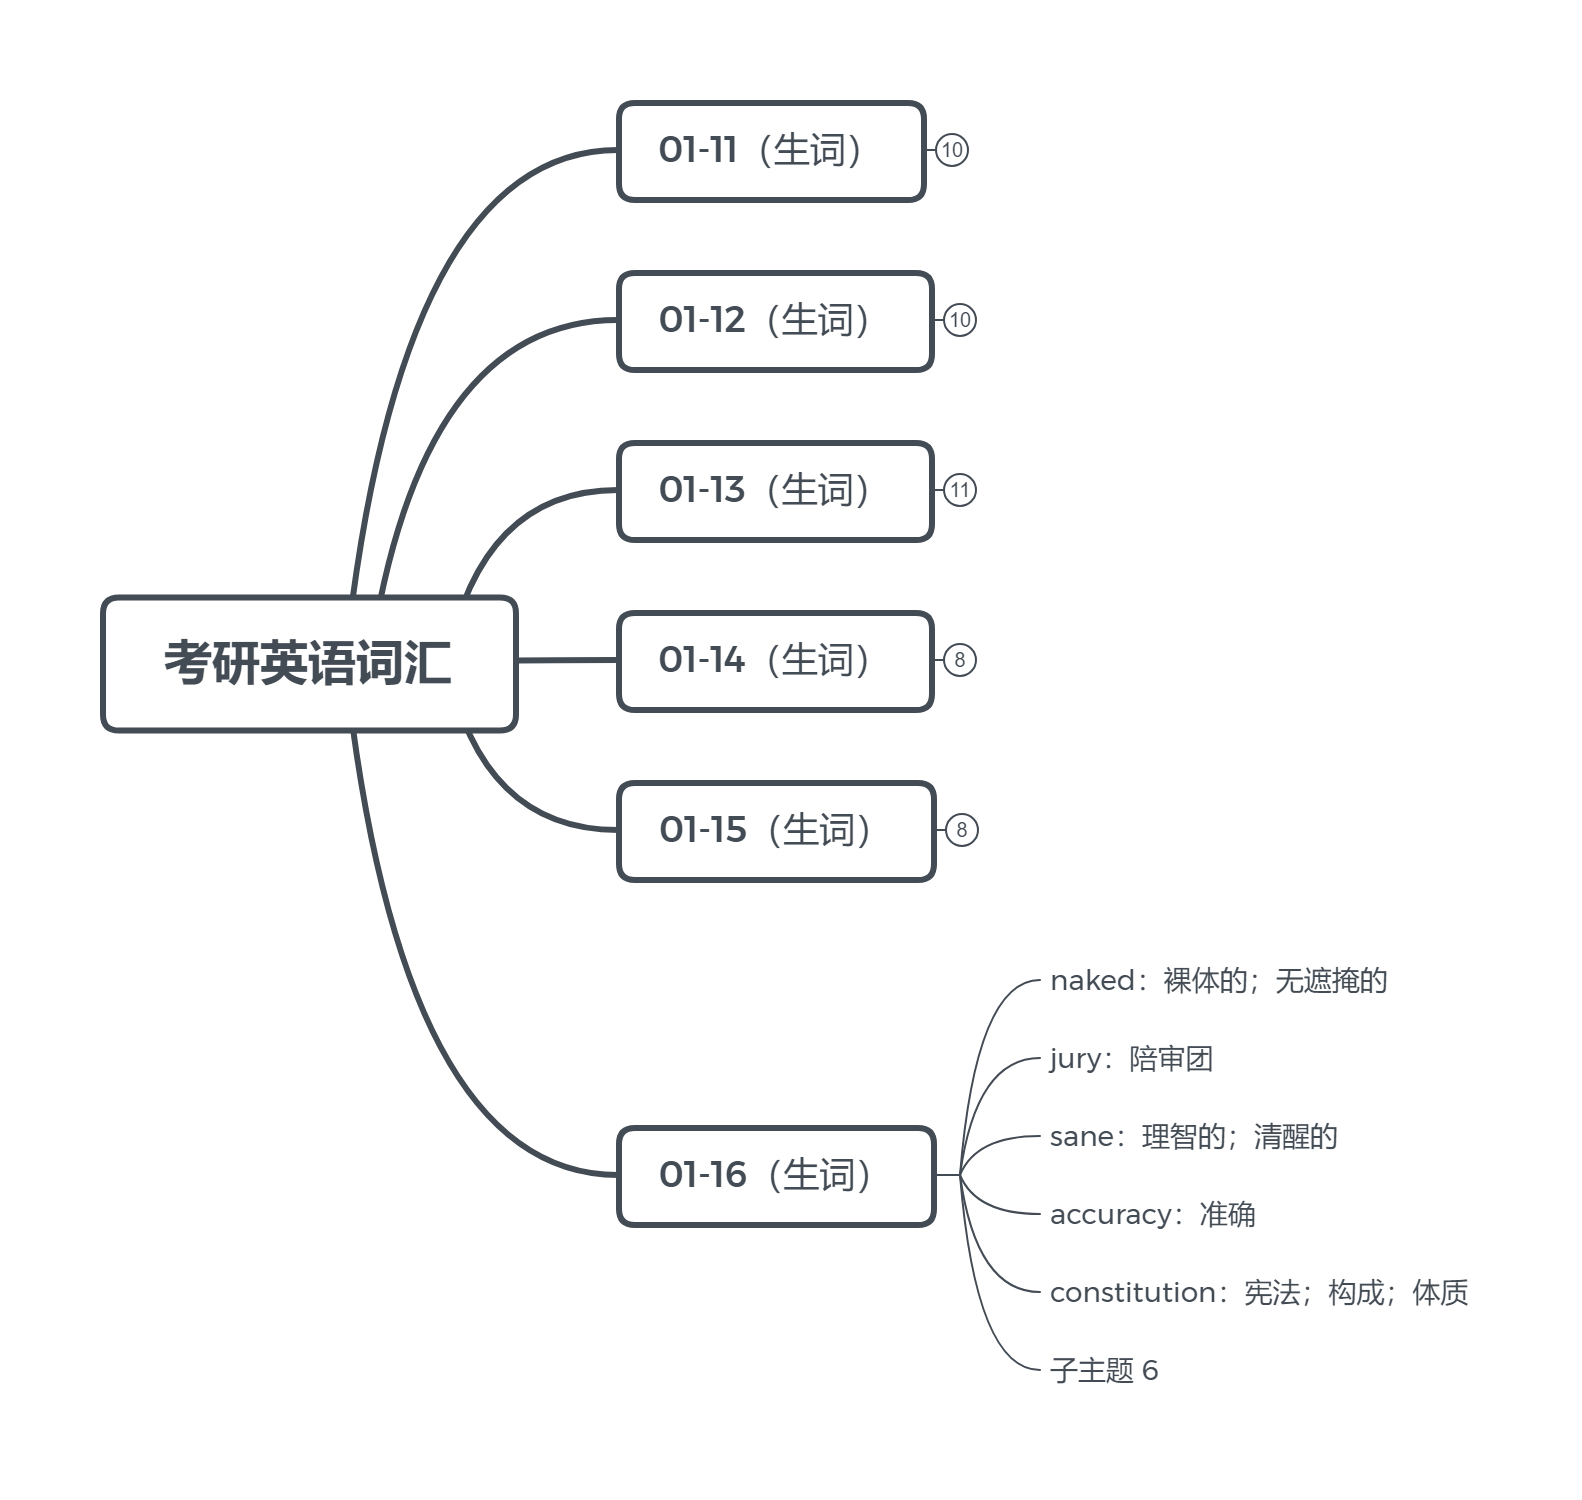 01-11（生词）
10
01-12（生词）
10
01-13（生词）
11
考研英语词汇
01-14（生词）
8
01-15（生词）
8
01-16（生词）
naked：裸体的；无遮掩的
jury：陪审团
sane：理智的；清醒的
accuracy：准确
constitution：宪法；构成；体质
子主题 6